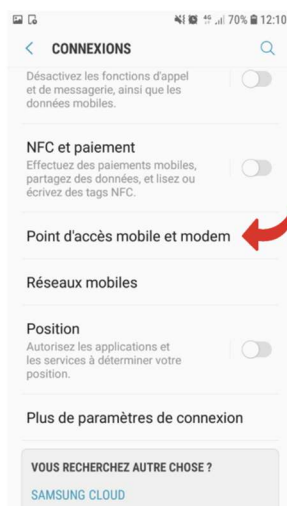 70% 12:10
CONNEXIONS
Désactivez les fonctions d'appel
et de messagerie, ainsi que les
données mobiles.
NFC et paiement
Effectuez des paiements mobiles,
partagez des données, et lisez ou
écrivez des tags NFC.
Point d'accès mobile et modem
Réseaux mobiles
Position
Autorisez les applications et
les services à déterminer votre
position.
Plus de paramètres de connexion
VOUS RECHERCHEZ AUTRE CHOSE ?
SAMSUNG CLOUD